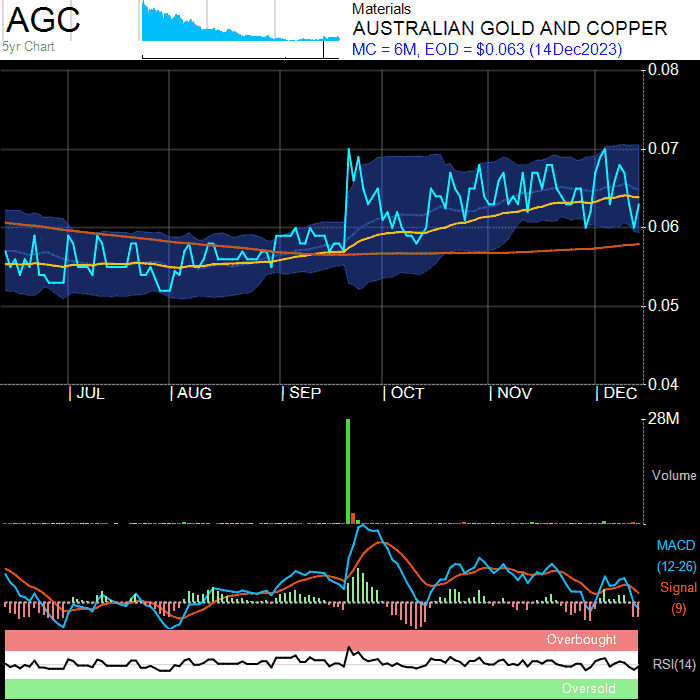 AGC
5yr Chart
Materials
AUSTRALIAN GOLD AND COPPER
MC = 6M, EOD = $0.063 (14Dec2023)
0.08
0.07
0.06
0.05
0.04
JUL
AUG
SEP
OCT
NOV
DEC
28M
Volume
MACD
(12-26)
Signal
(9)
Overbought
RSI(14)
Oversold